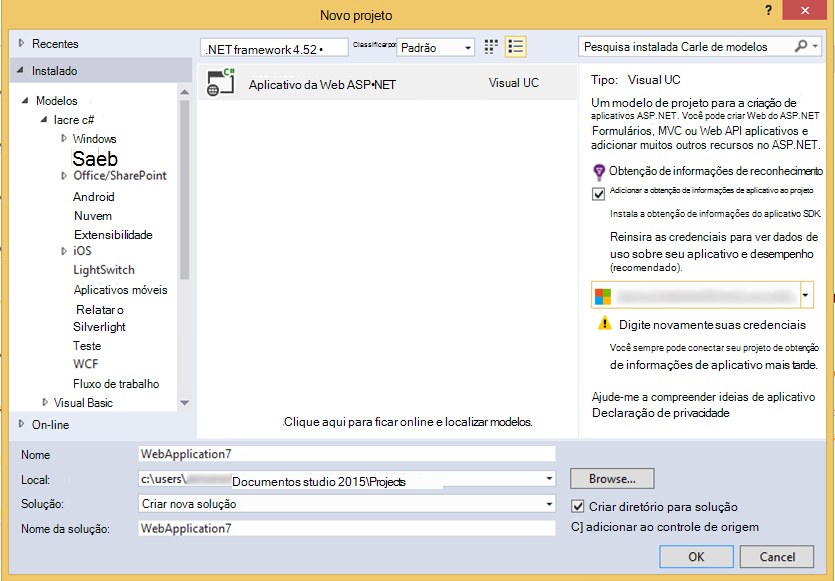 Novo projeto
?
Recentes
.NET framework 4.52
Classificarpor
Padrão
Pesquisa instalada Carle de modelos
Instalado
Modelos
lacre c#
Windows
Saeb
Office/SharePoint
Android
Nuvem
Extensibilidade
iOS
LightSwitch
Aplicativos móveis
Relatar o
Silverlight
Teste
WCF
Fluxo de trabalho
Visual Basic
On-line
C#
Aplicativo da Web ASP•NET
Visual UC
.Clique aqui para ficar online e localizar modelos.
Tipo: Visual UC
Um modelo de projeto para a criação de
aplicativos ASP.NET. Você pode criar Web do ASP.NET
Formulários, MVC ou Web API aplicativos e
adicionar muitos outros recursos no ASP.NET.
Obtenção de informações de reconhecimento
Adicionar a obtenção de informações de aplicativo ao projeto
Instala a obtenção de informações do aplicativo SDK.
Reinsira as credenciais para ver dados de
uso sobre seu aplicativo e desempenho
(recomendado).
Digite novamente suas credenciais
Você sempre pode conectar seu projeto de obtenção
de informações de aplicativo mais tarde.
Ajude-me a compreender ideias de aplicativo
Declaração de privacidade
Nome
WebApplication7
Local:
c:\users\
Documentos studio 2015\Projects
Browse...
Solução:
Criar nova solução
Criar diretório para solução
Nome da solução:
WebApplication7
C] adicionar ao controle de origem
OK
Cancel